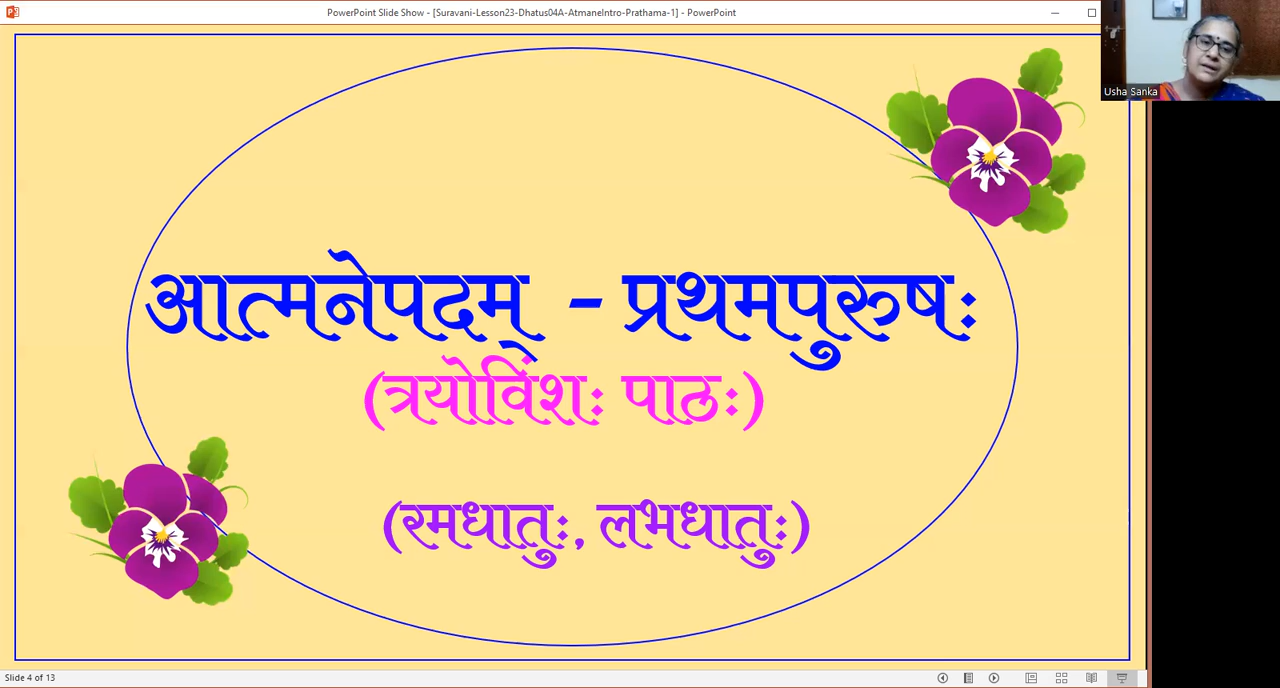 PowerPoint Slide Show - [Suravani-Lesson23-Dhatus04A-AtmaneIntro-Prathama-1] - PowerPoint
Usha Sanka
आत्मनेपदम् - प्रथमपुरुषः
(त्रयोविंशः पाठः)
(रमधातुः, लभधातुः)
Slide 4 of 13